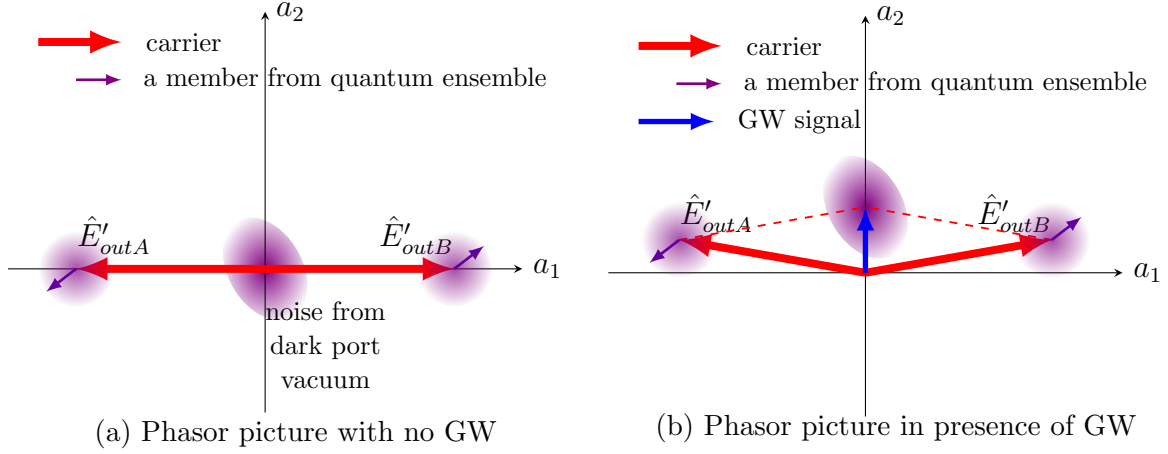 a₂
carrier
a member from quantum ensemble
Ê′outA
Ê′outB
a₁
noise from
dark port
vacuum
(a) Phasor picture with no GW
a₂
carrier
a member from quantum ensemble
GW signal
Ê′outA
Ê′outB
a₁
(b) Phasor picture in presence of GW